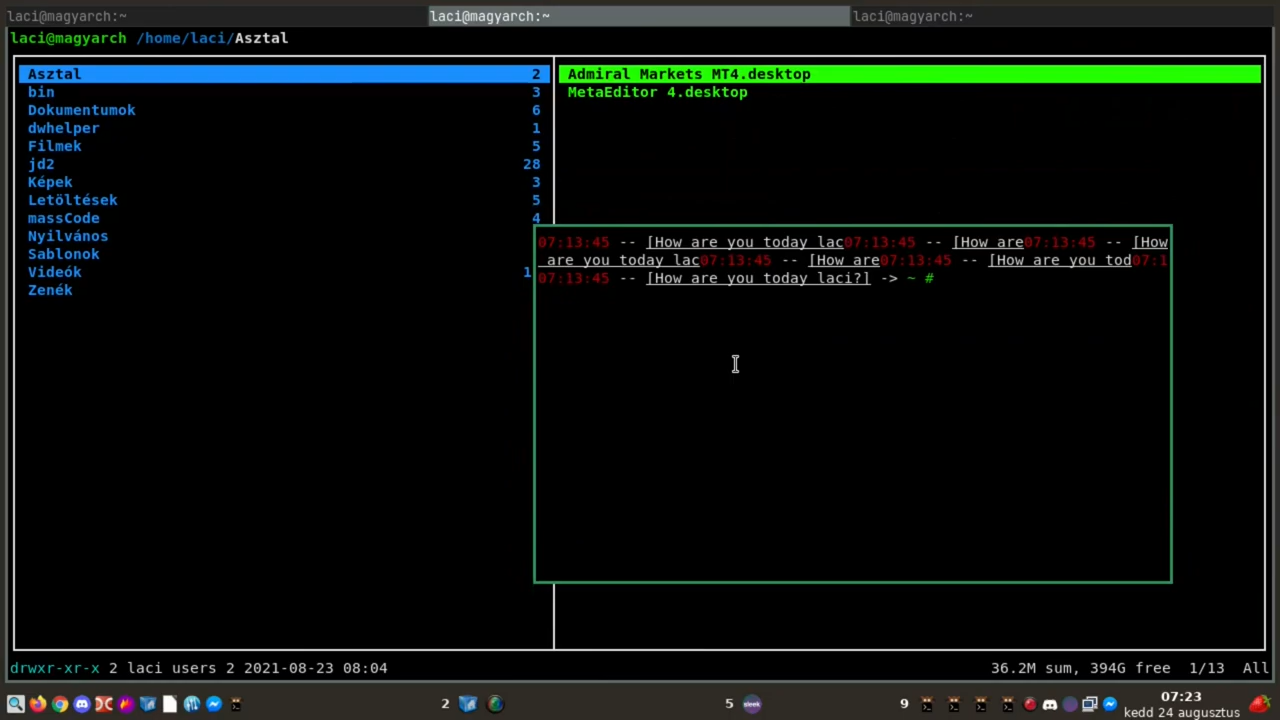 laci@magyarch:~ laci@magyarch:~ laci@magyarch:~
laci@magyarch /home/laci/Asztal
Asztal 2
bin 3
Dokumentumok 6
dwhelper 1
Filmek 5
jd2 28
Képek 3
Letöltések 5
massCode 4
Nyilvános
Sablonok
Videók 1
Zenék
Admiral Markets MT4.desktop
MetaEditor 4.desktop
07:13:45 -- [How are you today lac07:13:45 -- [How are07:13:45 -- [How
are you today lac07:13:45 -- [How are07:13:45 -- [How are you tod07:1
07:13:45 -- [How are you today laci?] -> ~ #
drwxr-xr-x 2 laci users 2 2021-08-23 08:04 36.2M sum, 394G free 1/13 All
2 5 sleek 9 07:23
kedd 24 augusztus